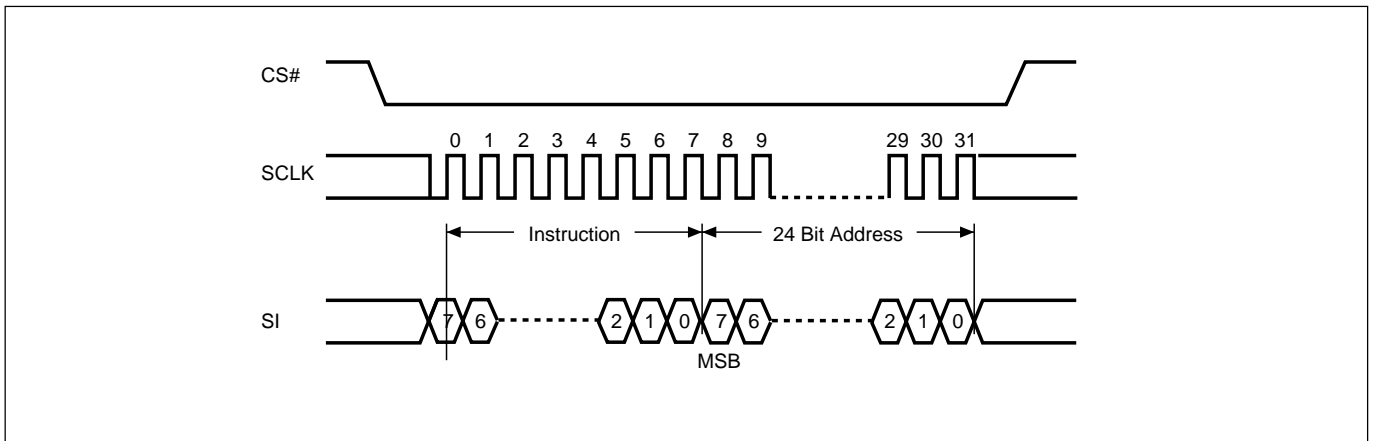 CS#
0 1 2 3 4 5 6 7 8 9 29 30 31
SCLK
Instruction 24 Bit Address
SI 7 6 2 1 0 7 6 2 1 0
MSB